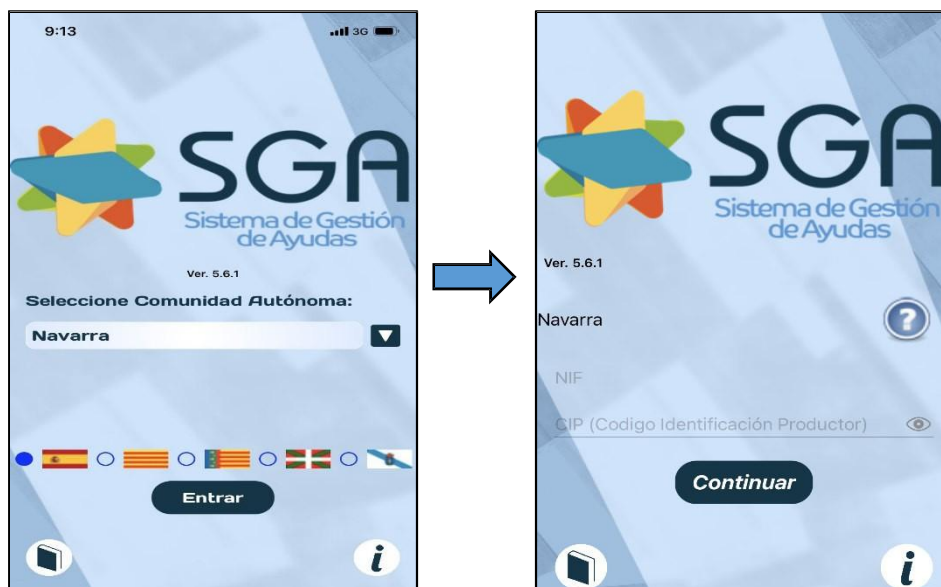 9:13
3G
SGA
Sistema de Gestión
de Ayudas
Ver. 5.6.1
Seleccione Comunidad Autónoma:
Navarra
Entrar
i
SGA
Sistema de Gestión
de Ayudas
Ver. 5.6.1
Navarra
?
NIF
CIP (Codigo Identificación Productor)
Continuar
i